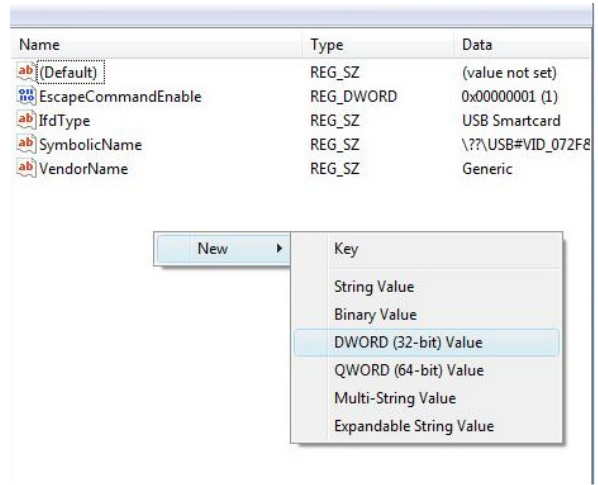 Name Type Data
(Default) REG_SZ (value not set)
EscapeCommandEnable REG_DWORD 0x00000001 (1)
IfdType REG_SZ USB Smartcard
SymbolicName REG_SZ \??\USB#VID_072F8
VendorName REG_SZ Generic
New Key
String Value
Binary Value
DWORD (32-bit) Value
QWORD (64-bit) Value
Multi-String Value
Expandable String Value